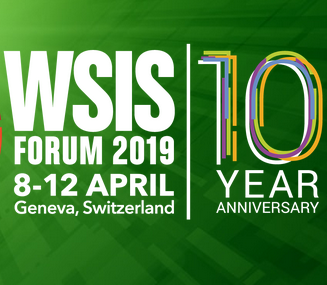 WSIS
FORUM 2019
8-12 APRIL
Geneva, Switzerland
10
YEAR
ANNIVERSARY